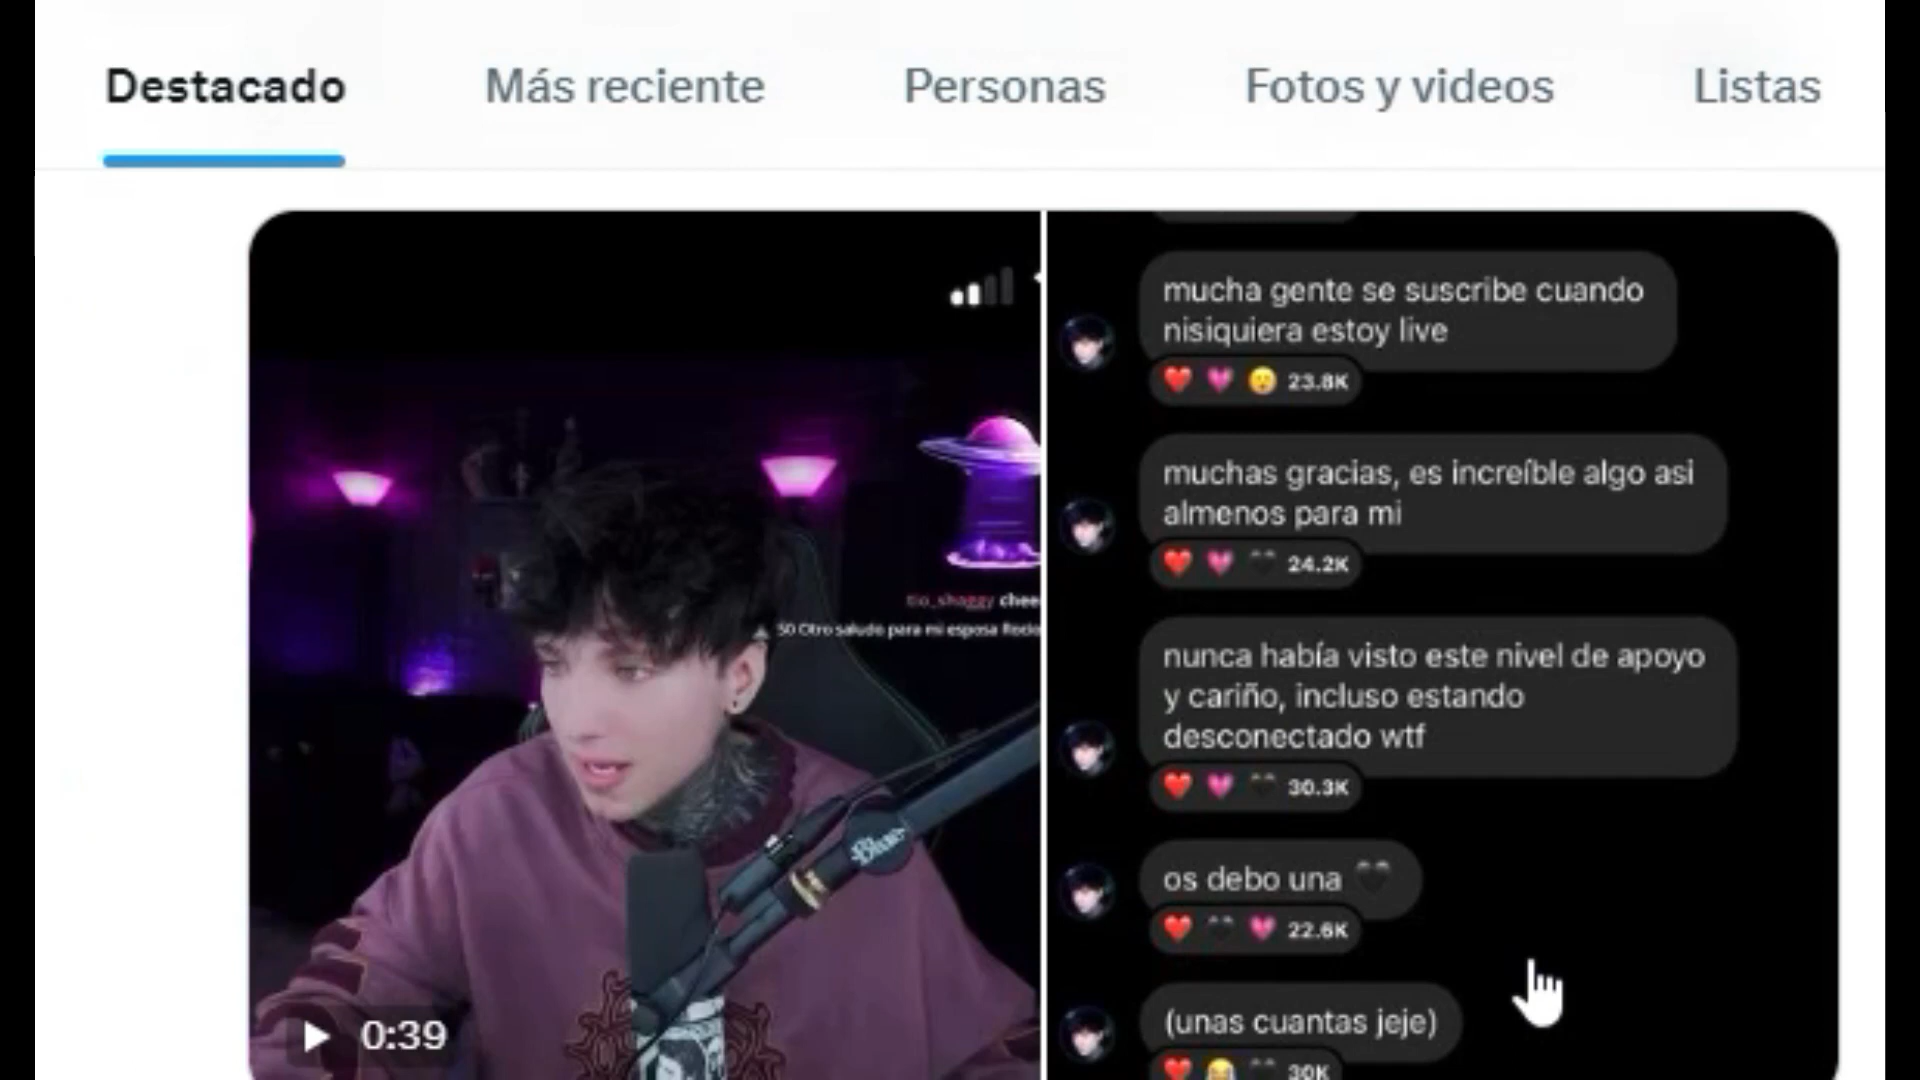 Destacado
Más reciente
Personas
Fotos y videos
Listas
mucha gente se suscribe cuando
nisiquiera estoy live
23.8K
muchas gracias, es increíble algo asi
almenos para mi
24.2K
tio_shaggy chee
50 Otro saludo para mi esposa Rocio
nunca había visto este nivel de apoyo
y cariño, incluso estando
desconectado wtf
30.3K
Blue
os debo una 🖤
22.6K
(unas cuantas jeje)
30K
0:39